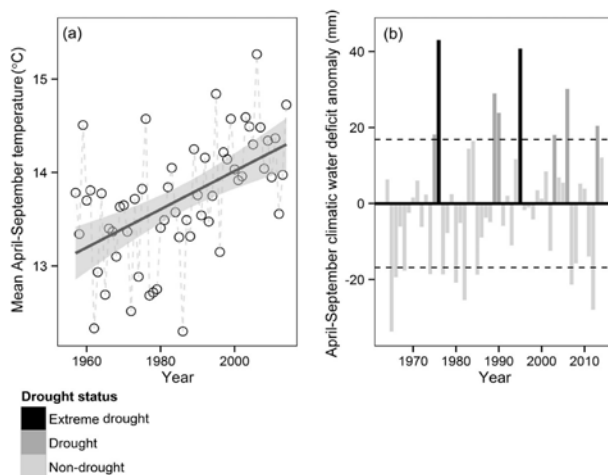 (a)
Mean April-September temperature (°C)
15
14
13
1960
1980
2000
Year
(b)
April-September climatic water deficit anomaly (mm)
40
20
0
-20
1970
1980
1990
2000
2010
Year
Drought status
Extreme drought
Drought
Non-drought